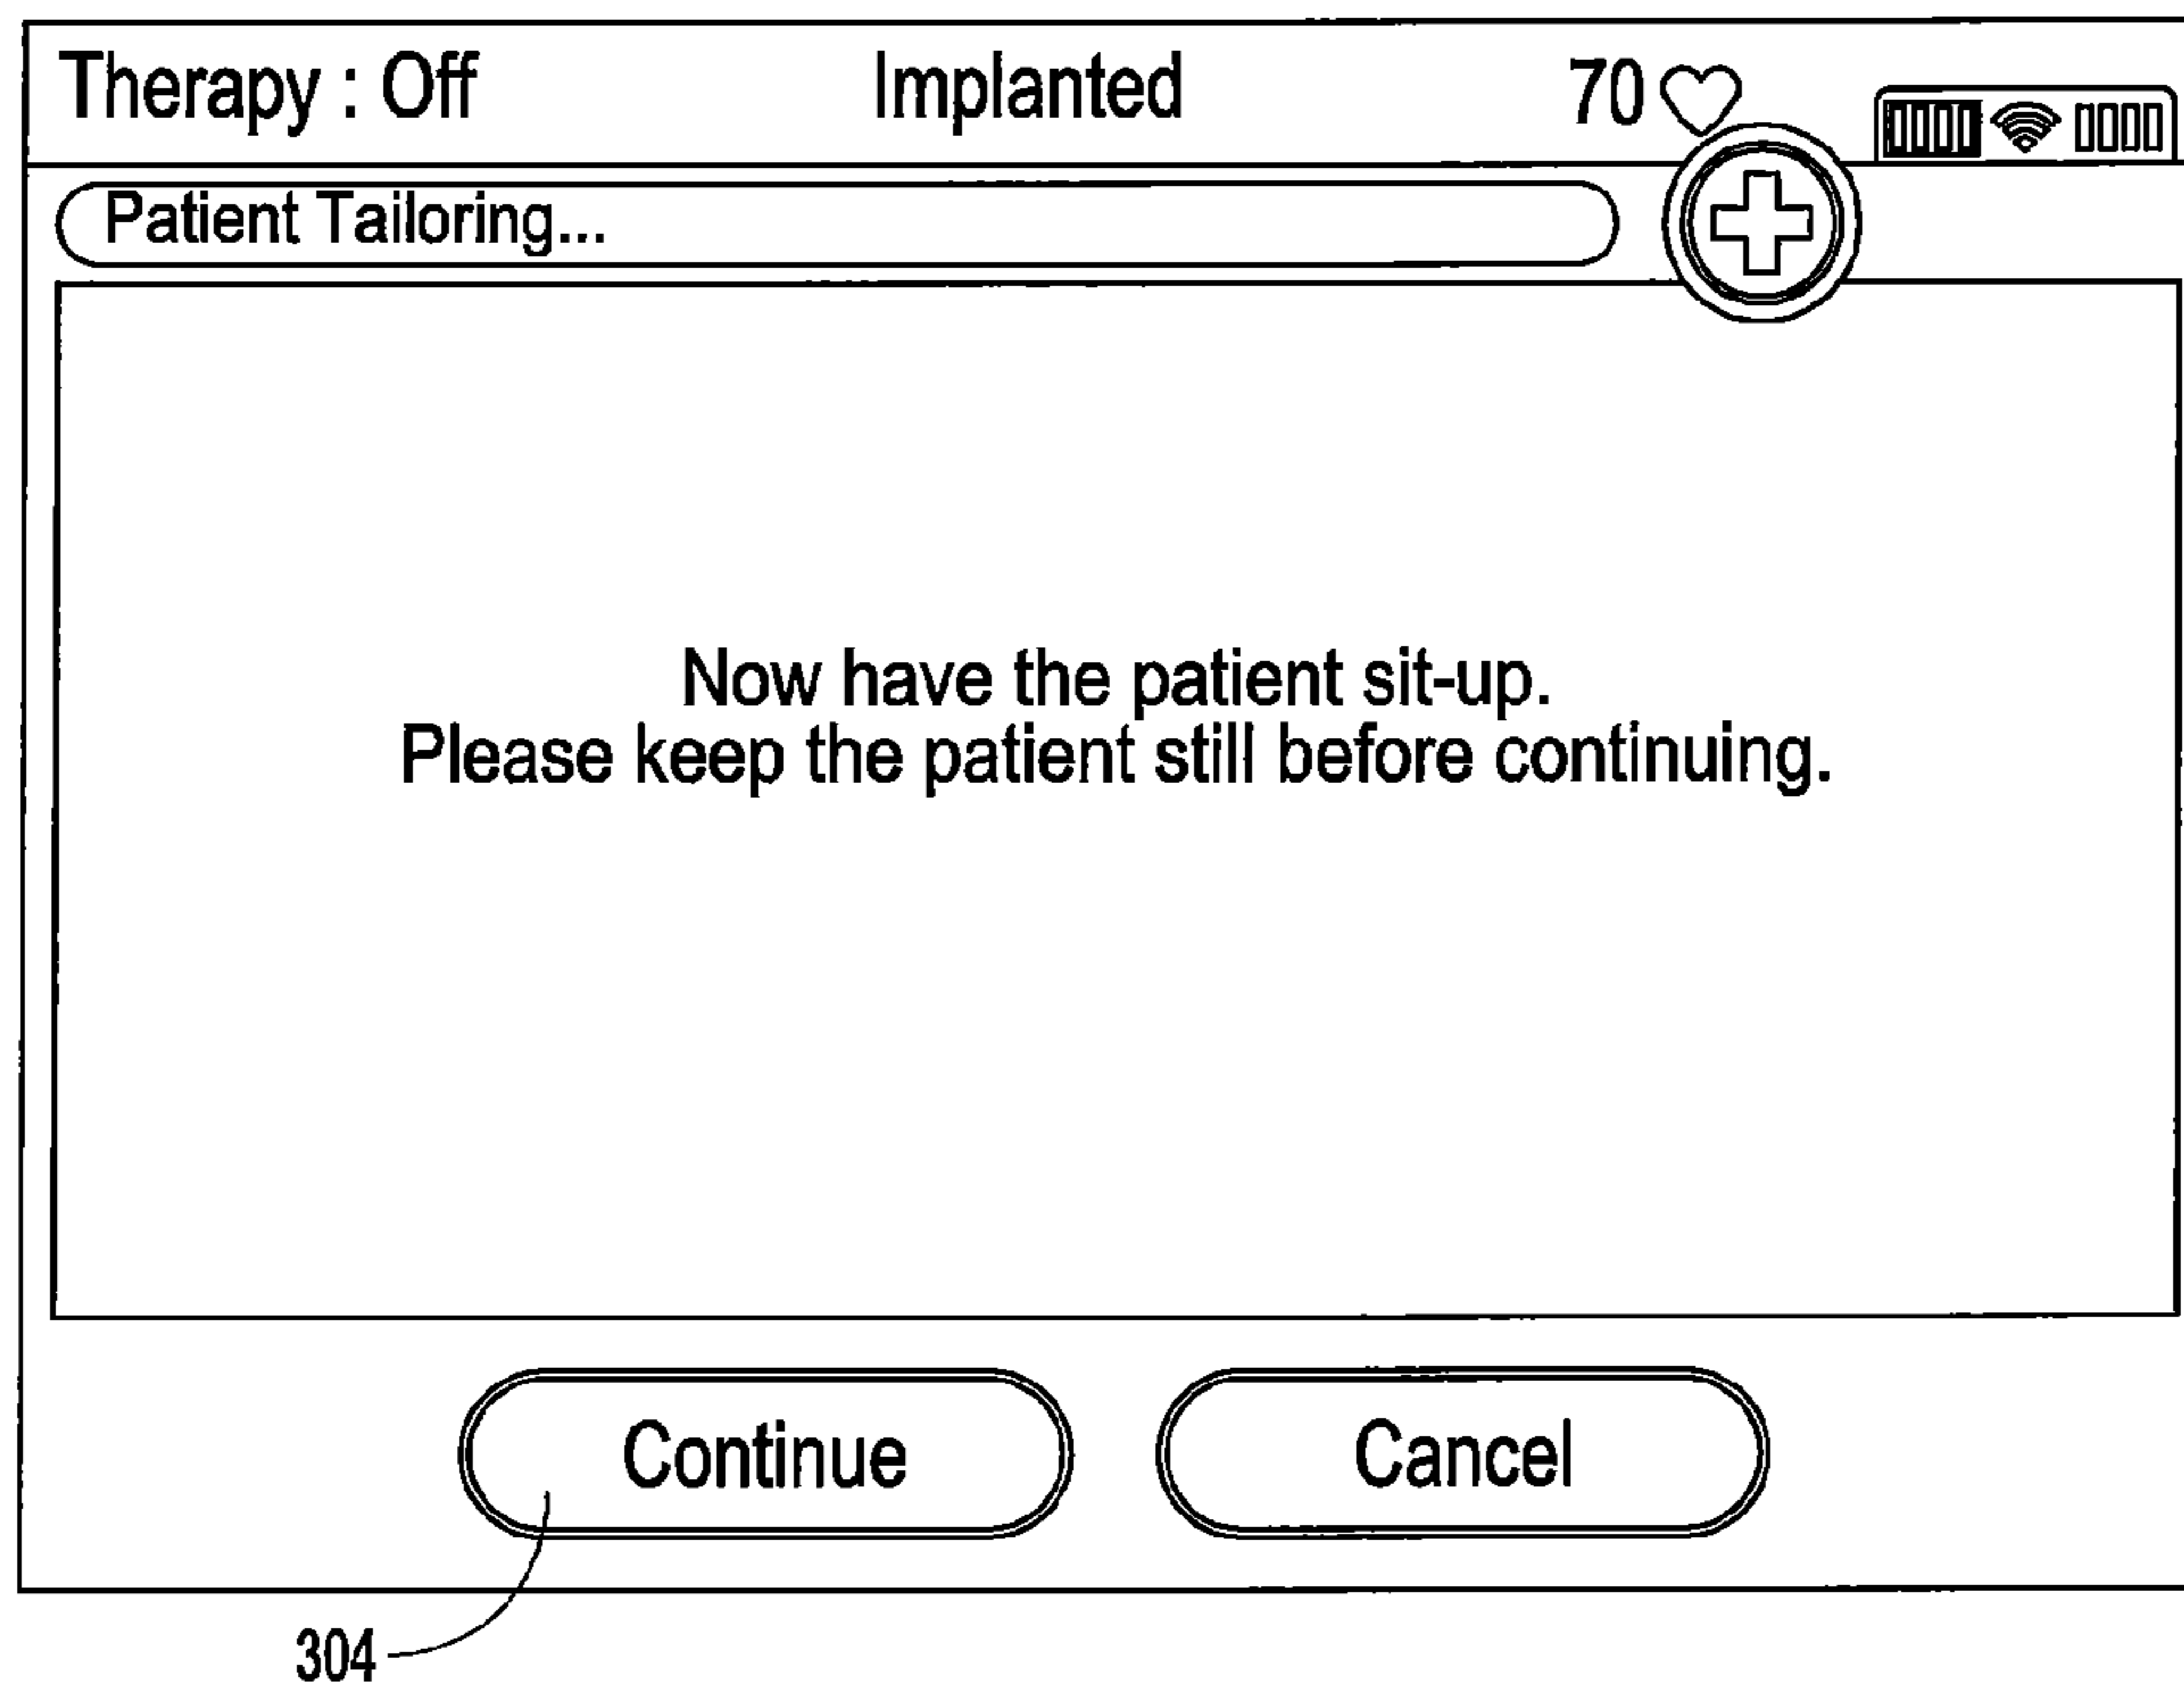 Therapy : Off Implanted 70
Patient Tailoring...
Now have the patient sit-up.
Please keep the patient still before continuing.
Continue Cancel
304